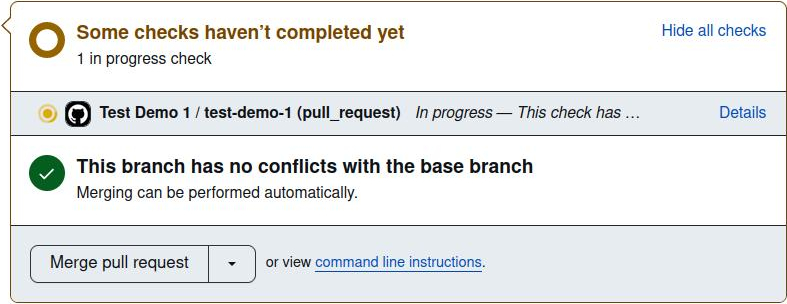 Some checks haven’t completed yet
Hide all checks
1 in progress check
Test Demo 1 / test-demo-1 (pull_request) In progress — This check has … Details
This branch has no conflicts with the base branch
Merging can be performed automatically.
Merge pull request or view command line instructions.